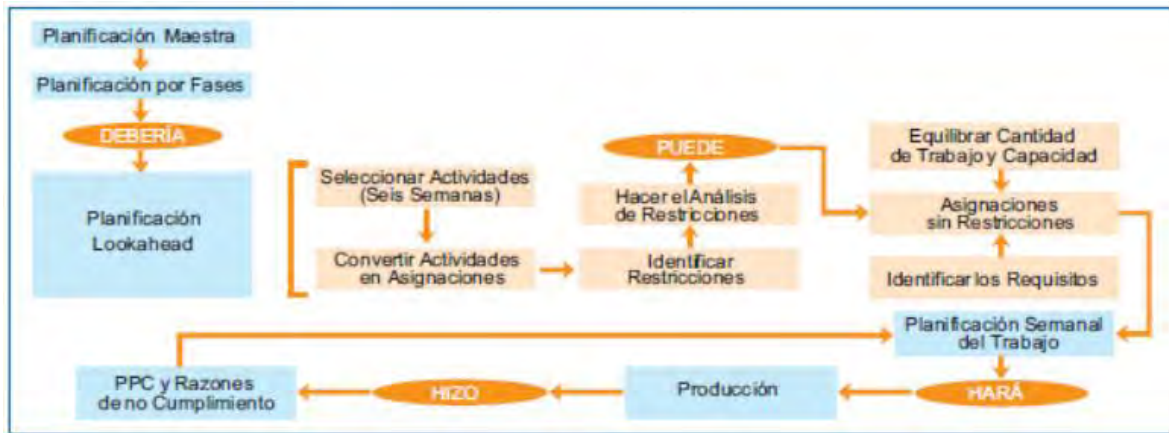 Planificación Maestra
Planificación por Fases
DEBERÍA
Planificación
Lookahead
Seleccionar Actividades
(Seis Semanas)
Convertir Actividades
en Asignaciones
PUEDE
Hacer el Análisis
de Restricciones
Identificar
Restricciones
Equilibrar Cantidad
de Trabajo y Capacidad
Asignaciones
sin Restricciones
Identificar los Requisitos
Planificación Semanal
del Trabajo
HARÁ
Producción
HIZO
PPC y Razones
de no Cumplimiento